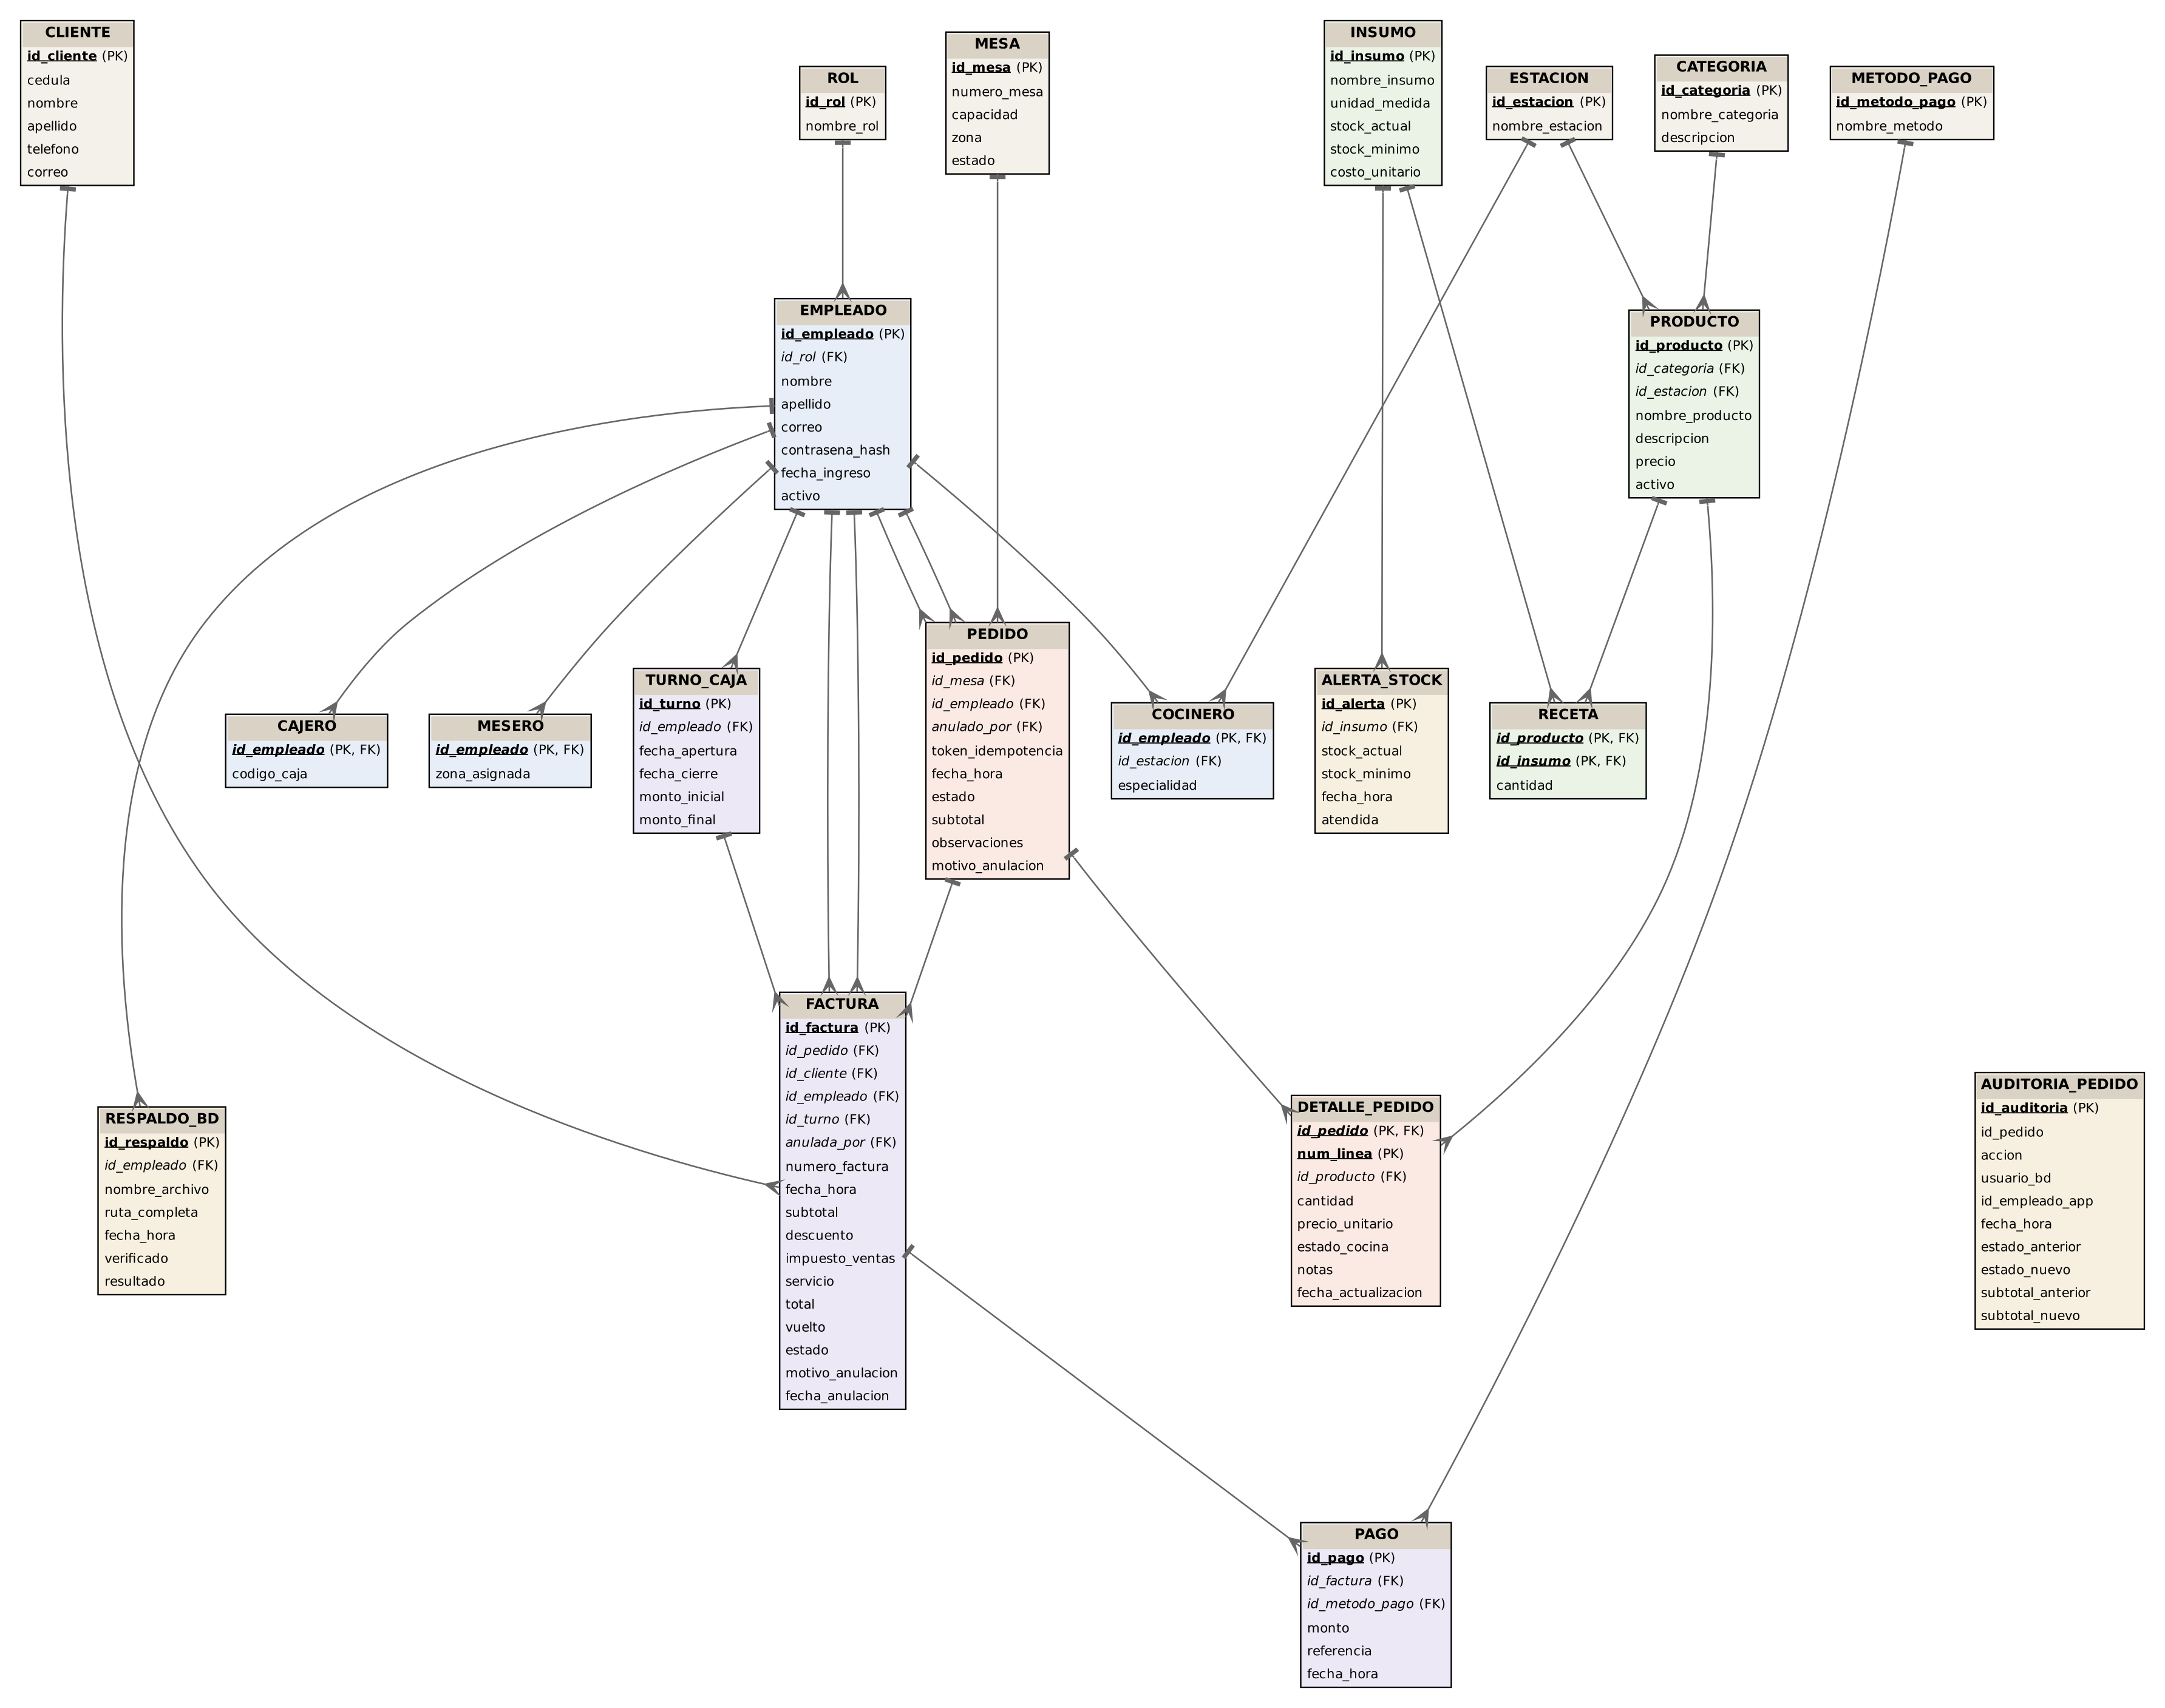 CLIENTE
id_cliente (PK)
cedula
nombre
apellido
telefono
correo
ROL
id_rol (PK)
nombre_rol
MESA
id_mesa (PK)
numero_mesa
capacidad
zona
estado
INSUMO
id_insumo (PK)
nombre_insumo
unidad_medida
stock_actual
stock_minimo
costo_unitario
ESTACION
id_estacion (PK)
nombre_estacion
CATEGORIA
id_categoria (PK)
nombre_categoria
descripcion
METODO_PAGO
id_metodo_pago (PK)
nombre_metodo
EMPLEADO
id_empleado (PK)
id_rol (FK)
nombre
apellido
correo
contrasena_hash
fecha_ingreso
activo
PRODUCTO
id_producto (PK)
id_categoria (FK)
id_estacion (FK)
nombre_producto
descripcion
precio
activo
CAJERO
id_empleado (PK, FK)
codigo_caja
MESERO
id_empleado (PK, FK)
zona_asignada
TURNO_CAJA
id_turno (PK)
id_empleado (FK)
fecha_apertura
fecha_cierre
monto_inicial
monto_final
PEDIDO
id_pedido (PK)
id_mesa (FK)
id_empleado (FK)
anulado_por (FK)
token_idempotencia
fecha_hora
estado
subtotal
observaciones
motivo_anulacion
COCINERO
id_empleado (PK, FK)
id_estacion (FK)
especialidad
ALERTA_STOCK
id_alerta (PK)
id_insumo (FK)
stock_actual
stock_minimo
fecha_hora
atendida
RECETA
id_producto (PK, FK)
id_insumo (PK, FK)
cantidad
RESPALDO_BD
id_respaldo (PK)
id_empleado (FK)
nombre_archivo
ruta_completa
fecha_hora
verificado
resultado
FACTURA
id_factura (PK)
id_pedido (FK)
id_cliente (FK)
id_empleado (FK)
id_turno (FK)
anulada_por (FK)
numero_factura
fecha_hora
subtotal
descuento
impuesto_ventas
servicio
total
vuelto
estado
motivo_anulacion
fecha_anulacion
DETALLE_PEDIDO
id_pedido (PK, FK)
num_linea (PK)
id_producto (FK)
cantidad
precio_unitario
estado_cocina
notas
fecha_actualizacion
AUDITORIA_PEDIDO
id_auditoria (PK)
id_pedido
accion
usuario_bd
id_empleado_app
fecha_hora
estado_anterior
estado_nuevo
subtotal_anterior
subtotal_nuevo
PAGO
id_pago (PK)
id_factura (FK)
id_metodo_pago (FK)
monto
referencia
fecha_hora